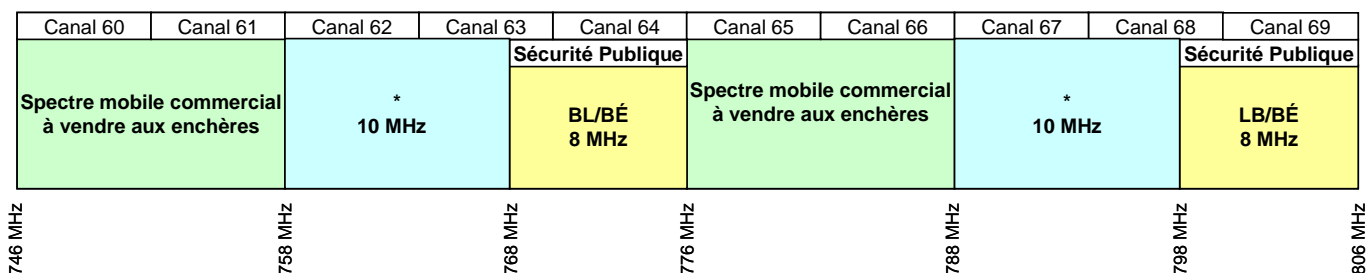 Canal 60 Canal 61 Canal 62 Canal 63 Canal 64 Canal 65 Canal 66 Canal 67 Canal 68 Canal 69
Sécurité Publique Sécurité Publique
Spectre mobile commercial
à vendre aux enchères
*
10 MHz
BL/BÉ
8 MHz
Spectre mobile commercial
à vendre aux enchères
*
10 MHz
LB/BÉ
8 MHz
746 MHz
758 MHz
768 MHz
776 MHz
788 MHz
798 MHz
806 MHz